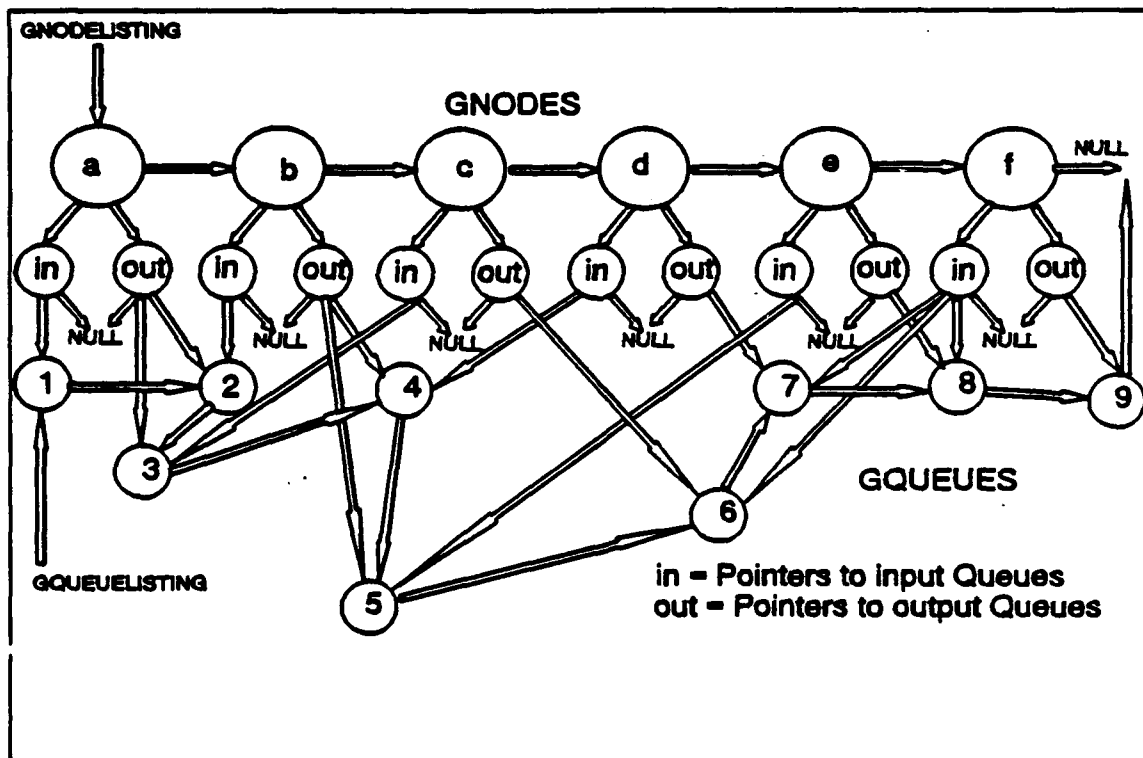 GNODELISTING
GNODES
a b c d e f NULL
in out in out in out in out in out in out
NULL NULL NULL NULL NULL NULL
1 2 4 7 8 9
3
GQUEUES
6
GQUEUELISTING
5
in = Pointers to input Queues
out = Pointers to output Queues